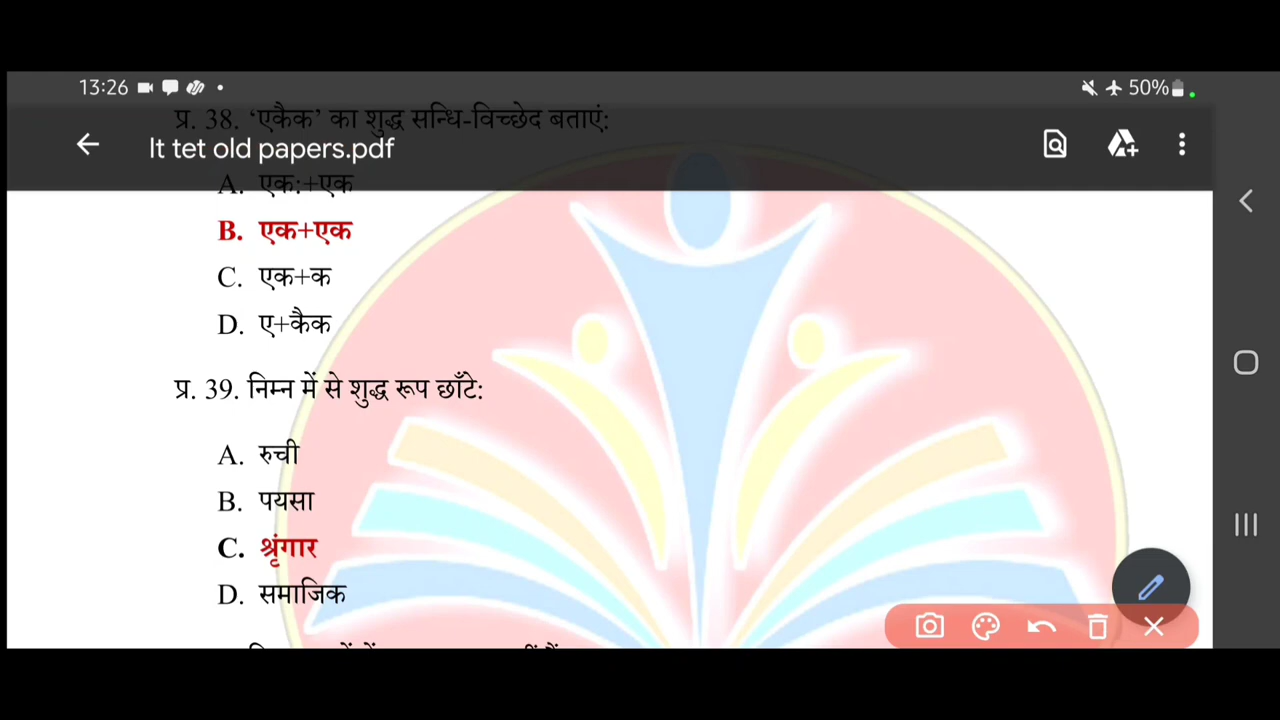 13:26
50%
प्र. 38. ‘एकैक’ का शुद्ध सन्धि-विच्छेद बताएं:
lt tet old papers.pdf
A. एक:+एक
B. एक+एक
C. एक+क
D. ए+कैक
प्र. 39. निम्न में से शुद्ध रूप छाँटे:
A. रुची
B. पयसा
C. श्रृंगार
D. समाजिक